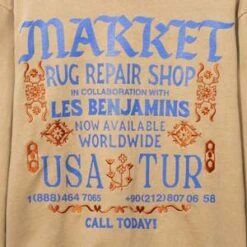 MARKET
RUG REPAIR SHOP
IN COLLABORATION WITH
LES BENJAMINS
NOW AVAILABLE
WORLDWIDE
USA TUR
1(888)464 7065 +90(212)807 06 58
CALL TODAY!